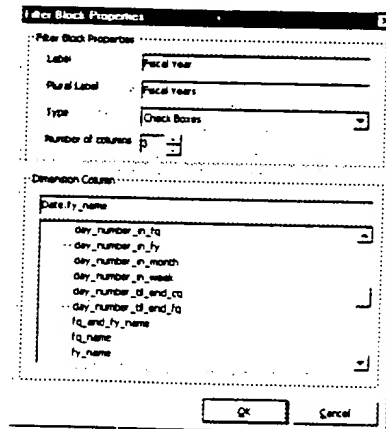 Filter Block Properties
Filter Block Properties
Label
Fiscal Year
Plural Label
Fiscal Years
Type
Check Boxes
Number of columns
3
Dimension Column
Date.fy_name
day_number_in_fq
day_number_in_fy
day_number_in_month
day_number_in_week
day_number_til_end_cq
day_number_til_end_fq
fq_and_fy_name
fq_name
fy_name
OK
Cancel